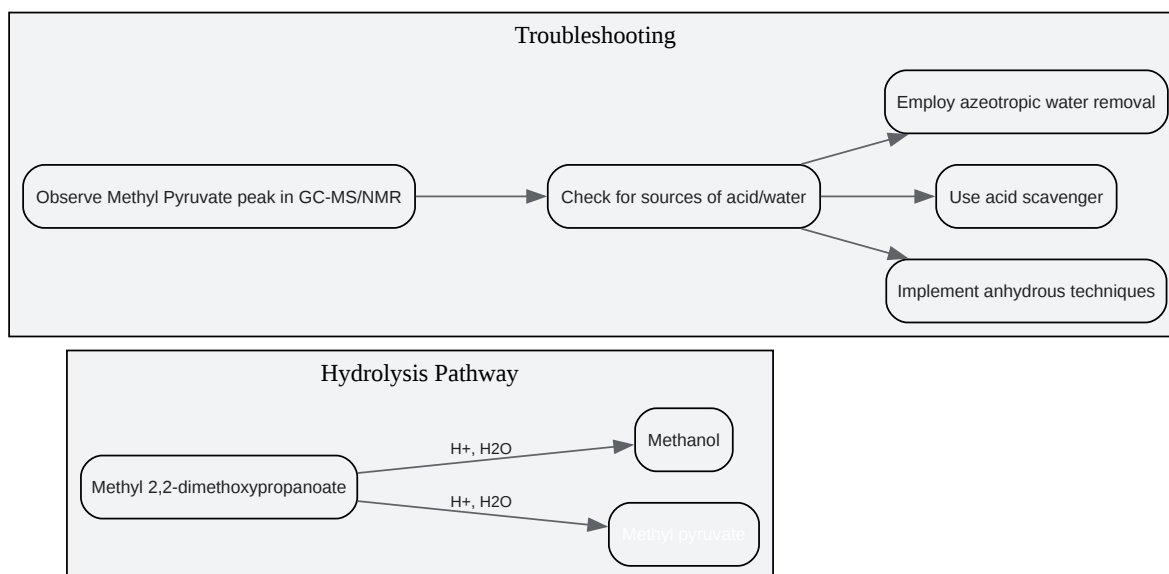 Troubleshooting
Employ azeotropic water removal
Observe Methyl Pyruvate peak in GC-MS/NMR
Check for sources of acid/water
Use acid scavenger
Implement anhydrous techniques
Hydrolysis Pathway
Methanol
H+, H2O
Methyl 2,2-dimethoxypropanoate
H+, H2O
Methyl pyruvate